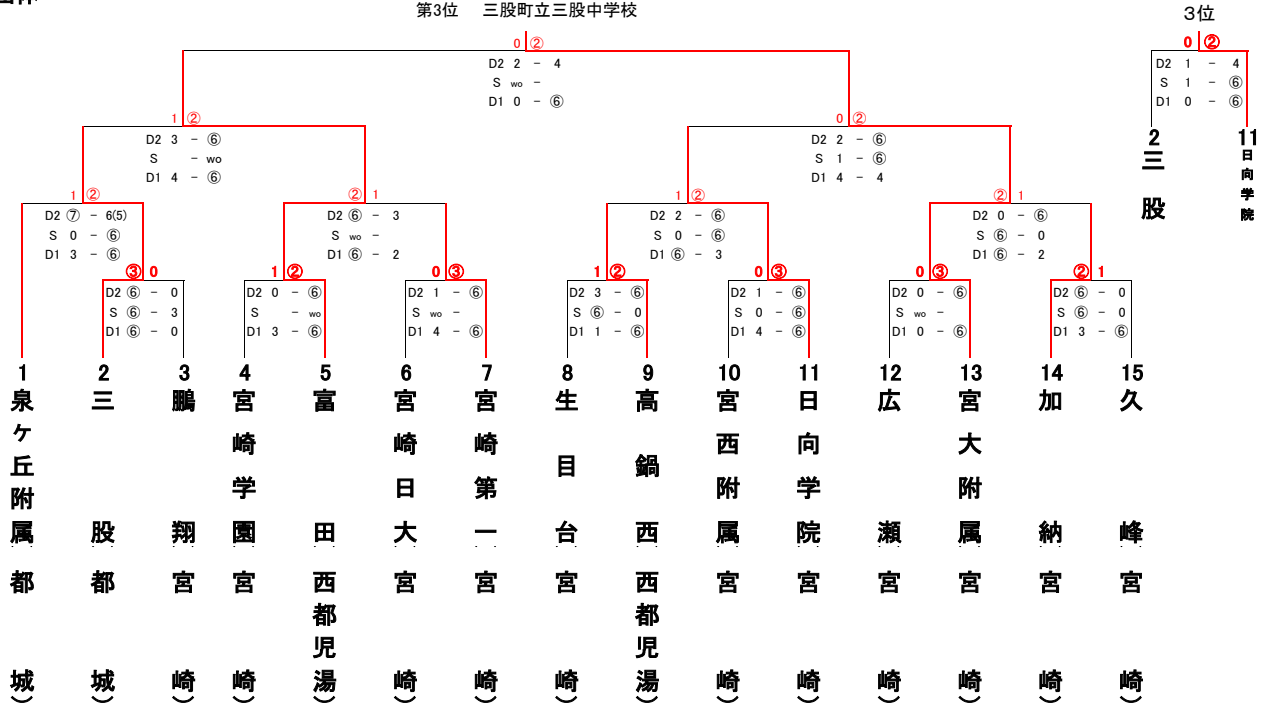 第3位 三股町立三股中学校
3位
0 ②
D2 2 - 4
S wo -
D1 0 - ⑥
0 ②
D2 1 - 4
S 1 - ⑥
D1 0 - ⑥
2 三股
11 日向学院
1 ②
D2 3 - ⑥
S - wo
D1 4 - ⑥
0 ②
D2 2 - ⑥
S 1 - ⑥
D1 4 - 4
1 ②
D2 ⑦ - 6(5)
S 0 - ⑥
D1 3 - ⑥
② 1
D2 ⑥ - 3
S wo -
D1 ⑥ - 2
1 ②
D2 2 - ⑥
S 0 - ⑥
D1 ⑥ - 3
② 1
D2 0 - ⑥
S ⑥ - 0
D1 ⑥ - 2
③ 0
D2 ⑥ - 0
S ⑥ - 3
D1 ⑥ - 0
1 ②
D2 0 - ⑥
S - wo
D1 3 - ⑥
0 ③
D2 1 - ⑥
S wo -
D1 4 - ⑥
1 ②
D2 3 - ⑥
S ⑥ - 0
D1 1 - ⑥
0 ③
D2 1 - ⑥
S 0 - ⑥
D1 4 - ⑥
0 ③
D2 0 - ⑥
S wo -
D1 0 - ⑥
② 1
D2 ⑥ - 0
S ⑥ - 0
D1 3 - ⑥
1 泉ヶ丘附属 都城)
2 三股 都城)
3 鵬翔 宮崎)
4 宮崎学園 宮崎)
5 富田 西都児湯)
6 宮崎日大 宮崎)
7 宮崎第一 宮崎)
8 生目台 宮崎)
9 高鍋西 西都児湯)
10 宮西附属 宮崎)
11 日向学院 宮崎)
12 広瀬 宮崎)
13 宮大附属 宮崎)
14 加納 宮崎)
15 久峰 宮崎)